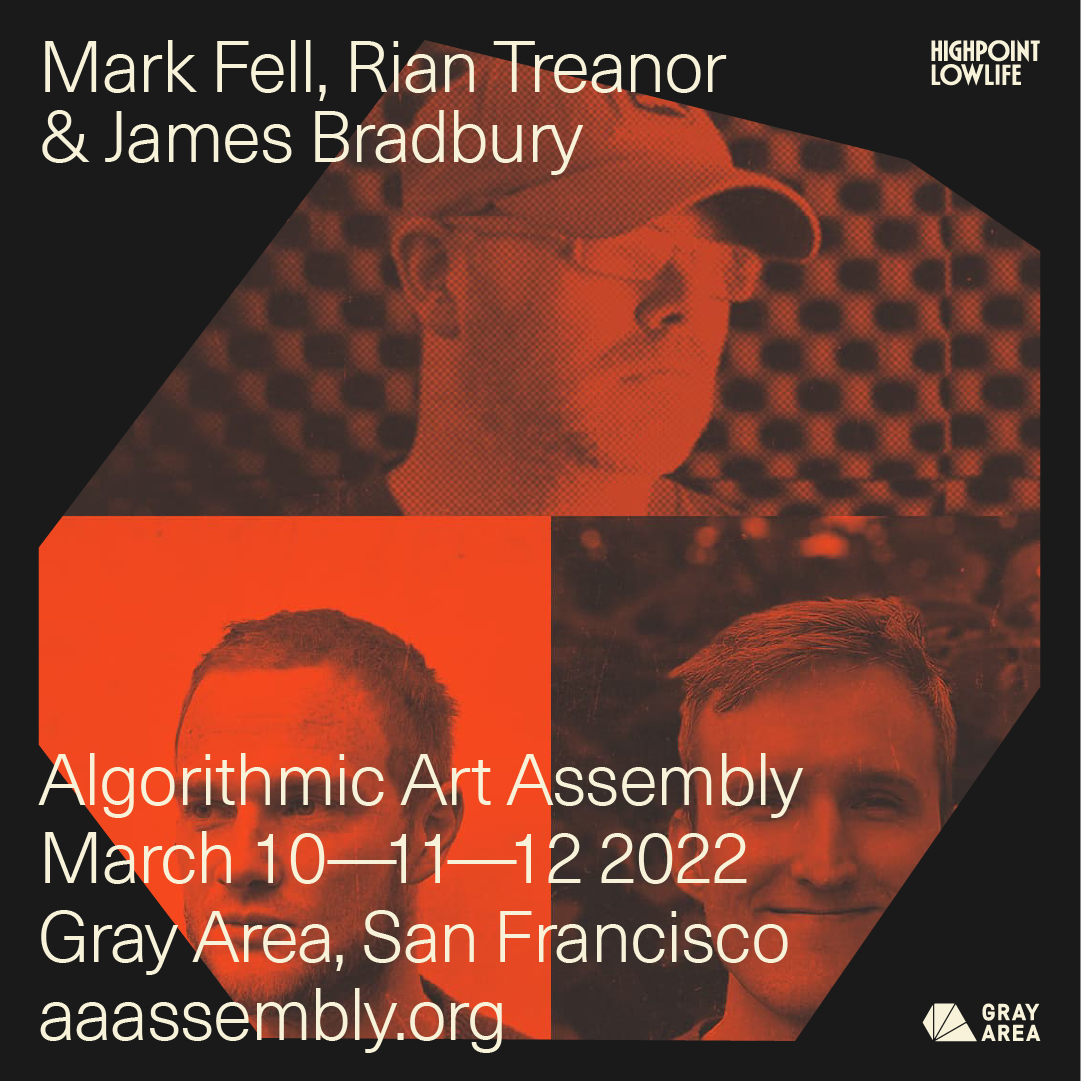 Mark Fell, Rian Treanor
& James Bradbury
HIGHPOINT
LOWLIFE
Algorithmic Art Assembly
March 10—11—12 2022
Gray Area, San Francisco
aaassembly.org
GRAY
AREA